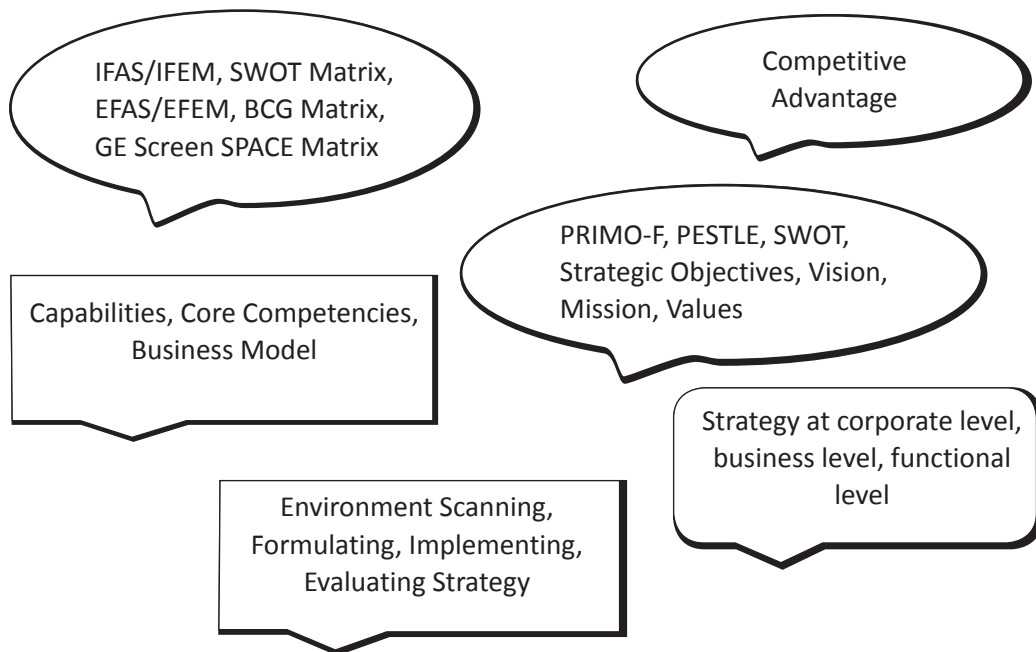 IFAS/IFEM, SWOT Matrix,
EFAS/EFEM, BCG Matrix,
GE Screen SPACE Matrix
Competitive
Advantage
PRIMO-F, PESTLE, SWOT,
Strategic Objectives, Vision,
Mission, Values
Capabilities, Core Competencies,
Business Model
Strategy at corporate level,
business level, functional
level
Environment Scanning,
Formulating, Implementing,
Evaluating Strategy